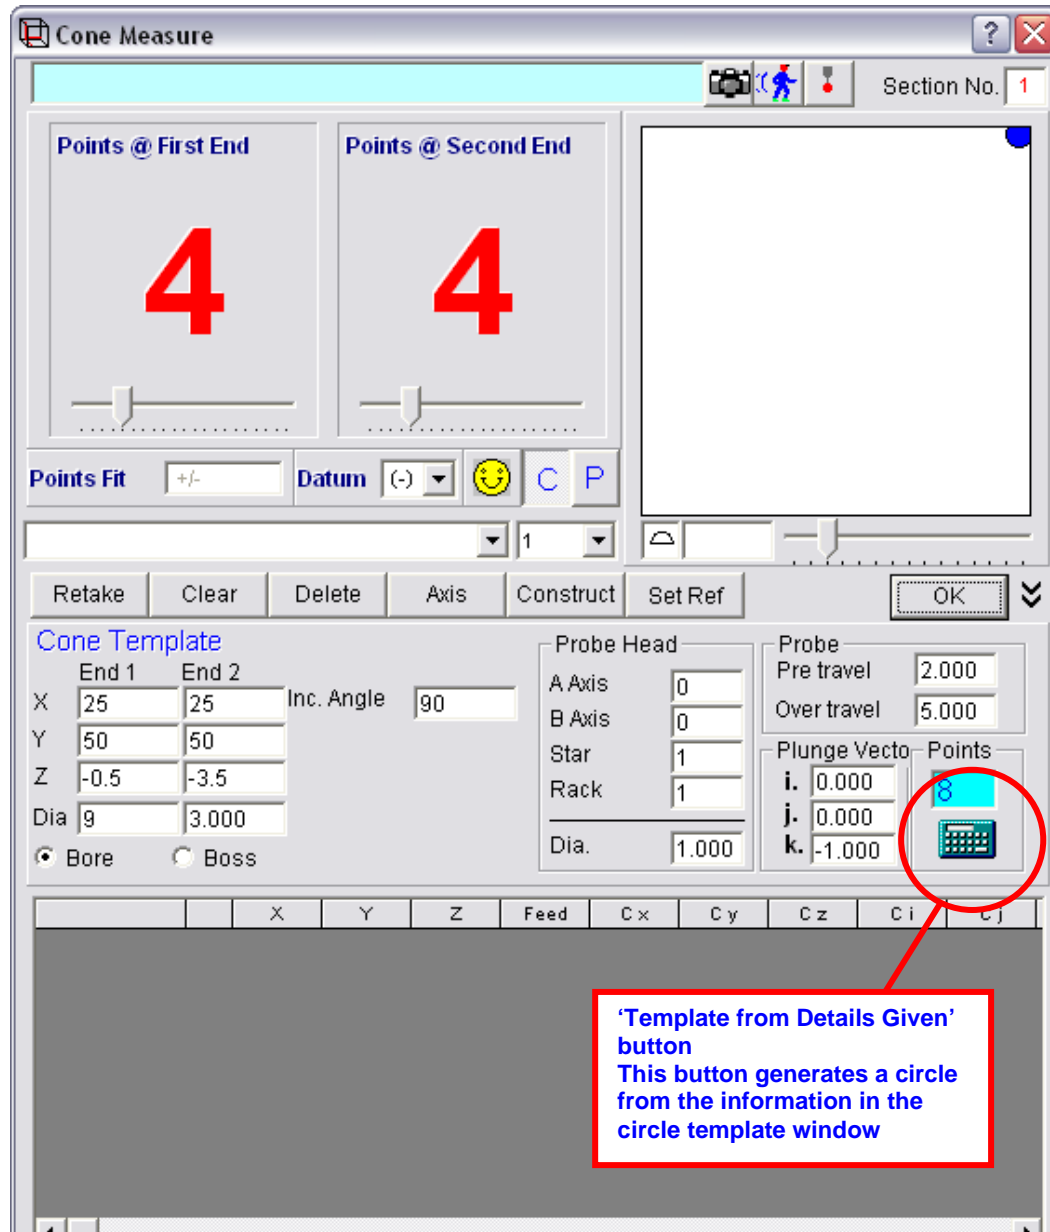 Cone Measure
Section No. 1
Points @ First End
Points @ Second End
4
4
Points Fit +/- Datum (-) C P
1
Retake Clear Delete Axis Construct Set Ref OK
Cone Template
End 1 End 2
X 25 25 Inc. Angle 90
Y 50 50
Z -0.5 -3.5
Dia 9 3.000
Bore Boss
Probe Head
A Axis 0
B Axis 0
Star 1
Rack 1
Dia. 1.000
Probe
Pre travel 2.000
Over travel 5.000
Plunge Vecto
i. 0.000
j. 0.000
k. -1.000
Points
8
X Y Z Feed C x C y C z C i C j
‘Template from Details Given’
button
This button generates a circle
from the information in the
circle template window